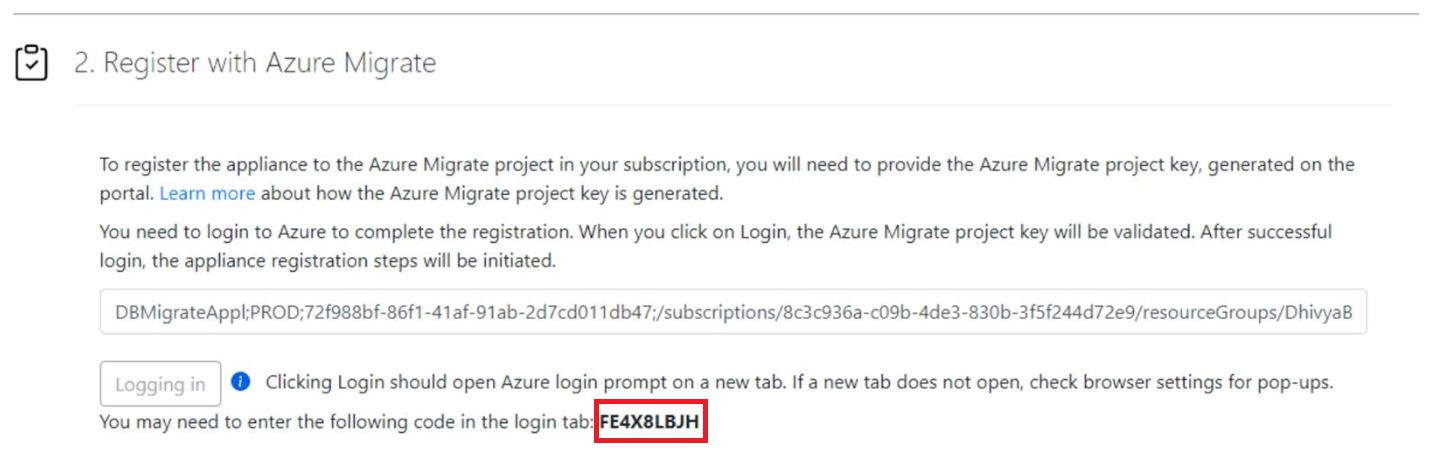 2. Register with Azure Migrate
To register the appliance to the Azure Migrate project in your subscription, you will need to provide the Azure Migrate project key, generated on the
portal. Learn more about how the Azure Migrate project key is generated.
You need to login to Azure to complete the registration. When you click on Login, the Azure Migrate project key will be validated. After successful
login, the appliance registration steps will be initiated.
DBMigrateAppl;PROD;72f988bf-86f1-41af-91ab-2d7cd011db47;/subscriptions/8c3c936a-c09b-4de3-830b-3f5f244d72e9/resourceGroups/DhivyaB
Logging in Clicking Login should open Azure login prompt on a new tab. If a new tab does not open, check browser settings for pop-ups.
You may need to enter the following code in the login tab: FE4X8LBJH